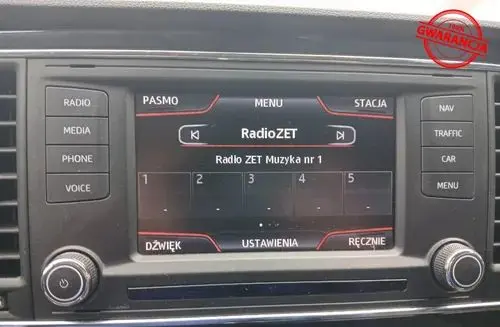 100%
GWARANCJA
RADIO
MEDIA
PHONE
VOICE
PASMO
MENU
STACJA
RadioZET
Radio ZET Muzyka nr 1
1 2 3 4 5
- - - - -
DŹWIĘK
USTAWIENIA
RĘCZNIE
NAV
TRAFFIC
CAR
MENU